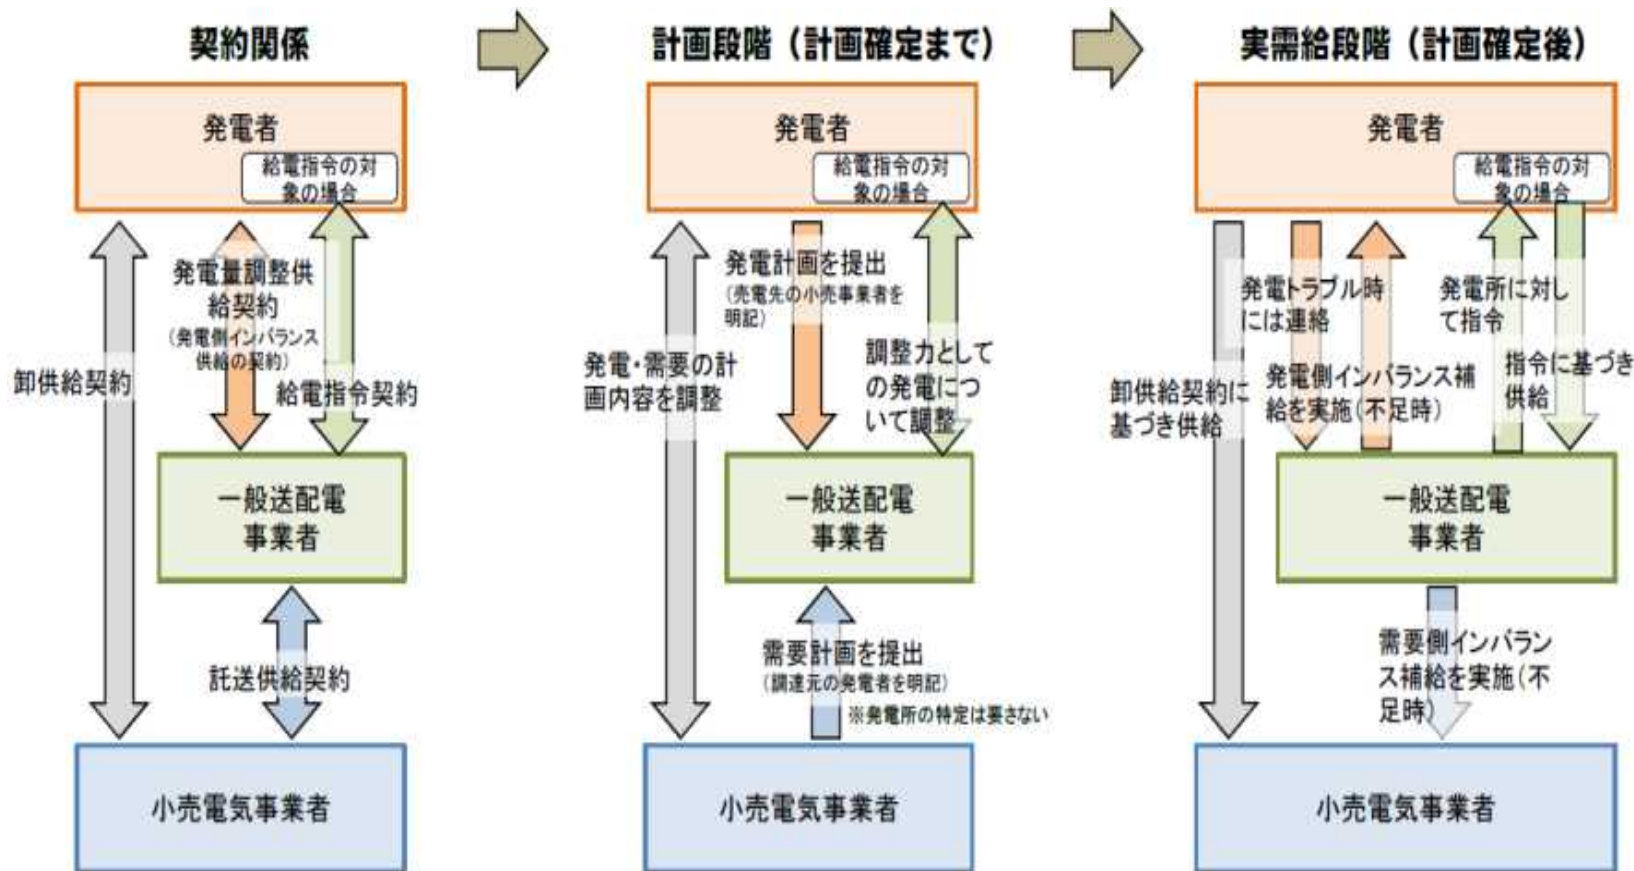 契約関係
発電者
給電指令の対
象の場合
発電量調整供
給契約
(発電側インバランス
供給の契約)
卸供給契約
給電指令契約
一般送配電
事業者
託送供給契約
小売電気事業者
計画段階(計画確定まで)
発電者
給電指令の対
象の場合
発電計画を提出
(売電先の小売事業者を
明記)
発電・需要の計
画内容を調整
調整力として
の発電につ
いて調整
一般送配電
事業者
需要計画を提出
(調達元の発電者を明記)
※発電所の特定は要さない
小売電気事業者
実需給段階(計画確定後)
発電者
給電指令の対
象の場合
発電トラブル時
には連絡
発電所に対し
て指令
卸供給契約に
基づき供給
発電側インバランス補
給を実施(不足時)
指令に基づき
供給
一般送配電
事業者
需要側インバラン
ス補給を実施(不
足時)
小売電気事業者